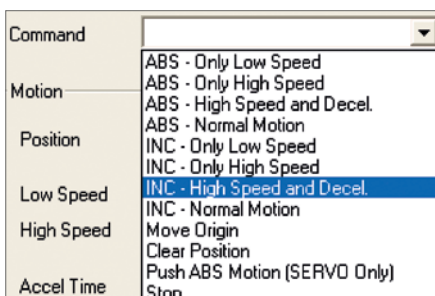 Command
ABS - Only Low Speed
ABS - Only High Speed
Motion
ABS - High Speed and Decel.
ABS - Normal Motion
Position
INC - Only Low Speed
INC - Only High Speed
Low Speed
INC - High Speed and Decel.
INC - Normal Motion
High Speed
Move Origin
Clear Position
Accel Time
Push ABS Motion (SERVO Only)
Stop